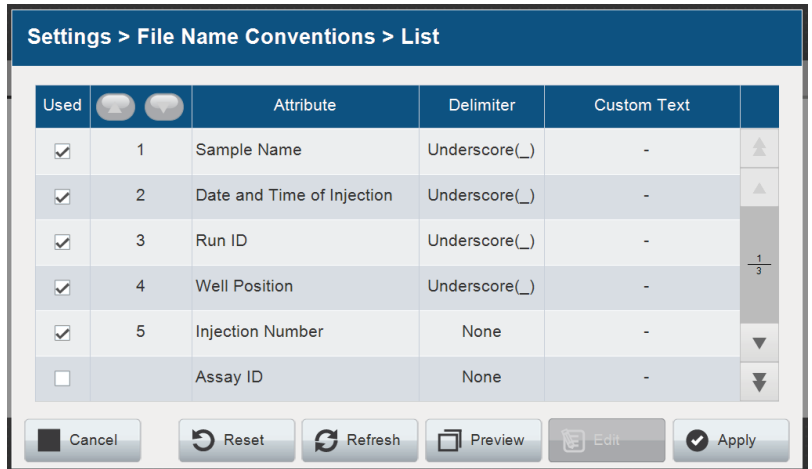 Settings > File Name Conventions > List
Used Attribute Delimiter Custom Text
1 Sample Name Underscore(_) -
2 Date and Time of Injection Underscore(_) -
3 Run ID Underscore(_) -
4 Well Position Underscore(_) -
5 Injection Number None -
Assay ID None -
1
3
Cancel Reset Refresh Preview Edit Apply